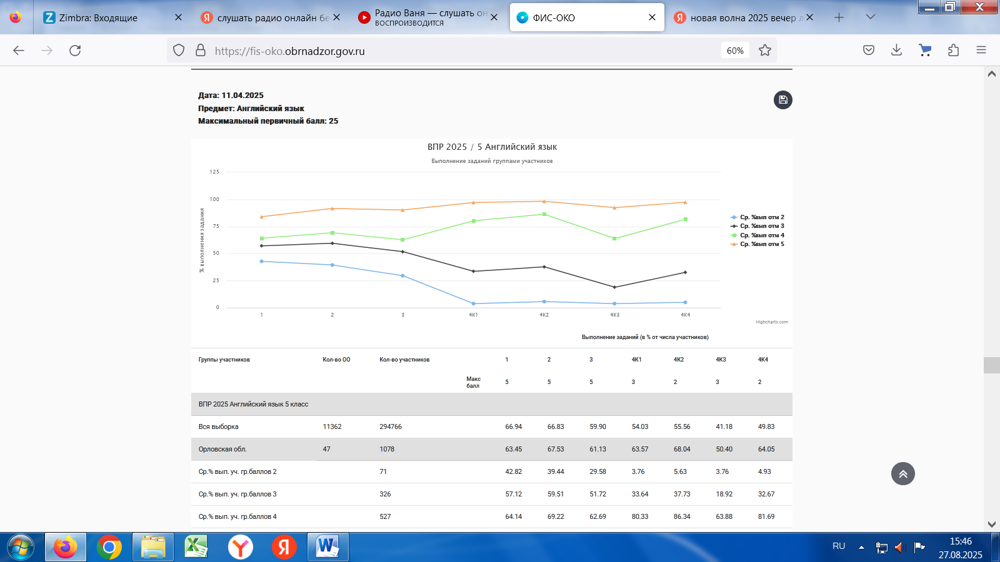 Zimbra: Входящие
слушать радио онлайн бе
Радио Ваня — слушать он
ВОСПРОИЗВОДИТСЯ
ФИС-ОКО
новая волна 2025 вечер
https://fis-oko.obrnadzor.gov.ru
60%
Дата: 11.04.2025
Предмет: Английский язык
Максимальный первичный балл: 25
ВПР 2025 / 5 Английский язык
Выполнение заданий группами участников
% выполнения задания
125
100
75
50
25
0
1 2 3 4К1 4К2 4К3 4К4
Ср. %вып отм 2
Ср. %вып отм 3
Ср. %вып отм 4
Ср. %вып отм 5
Highcharts.com
Выполнение заданий (в % от числа участников)
Группы участников Кол-во ОО Кол-во участников 1 2 3 4К1 4К2 4К3 4К4
Макс балл 5 5 5 3 2 3 2
ВПР 2025 Английский язык 5 класс
Вся выборка 11362 294766 66.94 66.83 59.90 54.03 55.56 41.18 49.83
Орловская обл. 47 1078 63.45 67.53 61.13 63.57 68.04 50.40 64.05
Ср.% вып. уч. гр.баллов 2 71 42.82 39.44 29.58 3.76 5.63 3.76 4.93
Ср.% вып. уч. гр.баллов 3 326 57.12 59.51 51.72 33.64 37.73 18.92 32.67
Ср.% вып. уч. гр.баллов 4 527 64.14 69.22 62.69 80.33 86.34 63.88 81.69
RU
15:46
27.08.2025